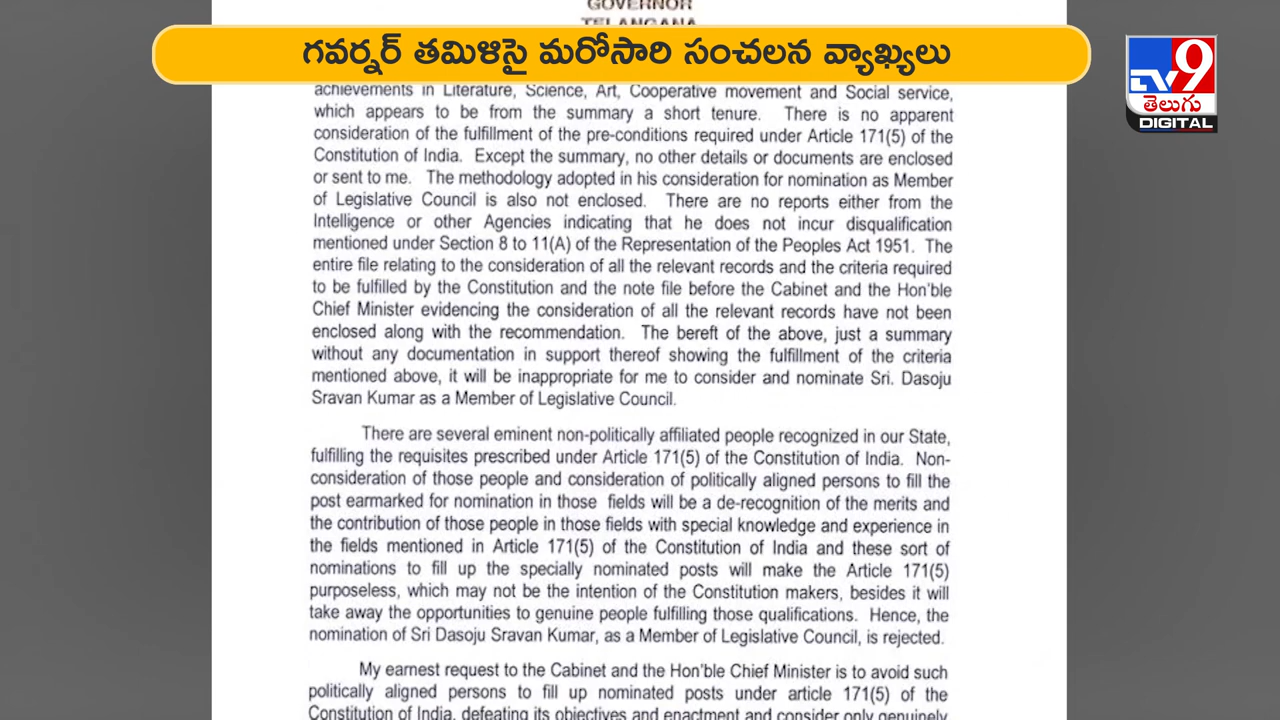 GOVERNOR
TELANGANA
గవర్నర్ తమిళిసై మరోసారి సంచలన వ్యాఖ్యలు
TV9
తెలుగు
DIGITAL
achievements in Literature, Science, Art, Cooperative movement and Social service,
which appears to be from the summary a short tenure. There is no apparent
consideration of the fulfillment of the pre-conditions required under Article 171(5) of the
Constitution of India. Except the summary, no other details or documents are enclosed
or sent to me. The methodology adopted in his consideration for nomination as Member
of Legislative Council is also not enclosed. There are no reports either from the
Intelligence or other Agencies indicating that he does not incur disqualification
mentioned under Section 8 to 11(A) of the Representation of the Peoples Act 1951. The
entire file relating to the consideration of all the relevant records and the criteria required
to be fulfilled by the Constitution and the note file before the Cabinet and the Hon'ble
Chief Minister evidencing the consideration of all the relevant records have not been
enclosed along with the recommendation. The bereft of the above, just a summary
without any documentation in support thereof showing the fulfillment of the criteria
mentioned above, it will be inappropriate for me to consider and nominate Sri. Dasoju
Sravan Kumar as a Member of Legislative Council.
There are several eminent non-politically affiliated people recognized in our State,
fulfilling the requisites prescribed under Article 171(5) of the Constitution of India. Non-
consideration of those people and consideration of politically aligned persons to fill the
post earmarked for nomination in those fields will be a de-recognition of the merits and
the contribution of those people in those fields with special knowledge and experience in
the fields mentioned in Article 171(5) of the Constitution of India and these sort of
nominations to fill up the specially nominated posts will make the Article 171(5)
purposeless, which may not be the intention of the Constitution makers, besides it will
take away the opportunities to genuine people fulfilling those qualifications. Hence, the
nomination of Sri Dasoju Sravan Kumar, as a Member of Legislative Council, is rejected.
My earnest request to the Cabinet and the Hon'ble Chief Minister is to avoid such
politically aligned persons to fill up nominated posts under article 171(5) of the
Constitution of India, defeating its objectives and enactment and consider only genuinely